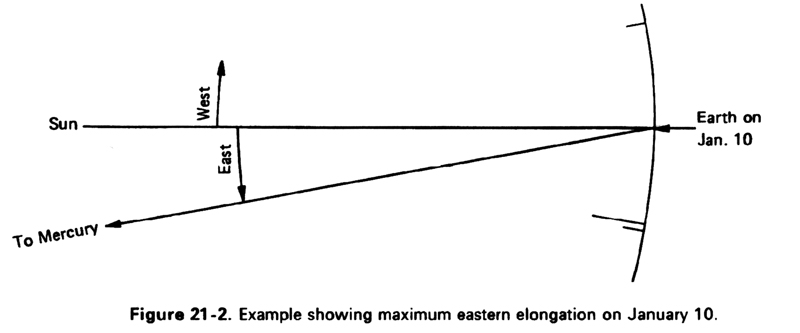 West
Sun
Earth on
Jan. 10
East
To Mercury
Figure 21-2. Example showing maximum eastern elongation on January 10.